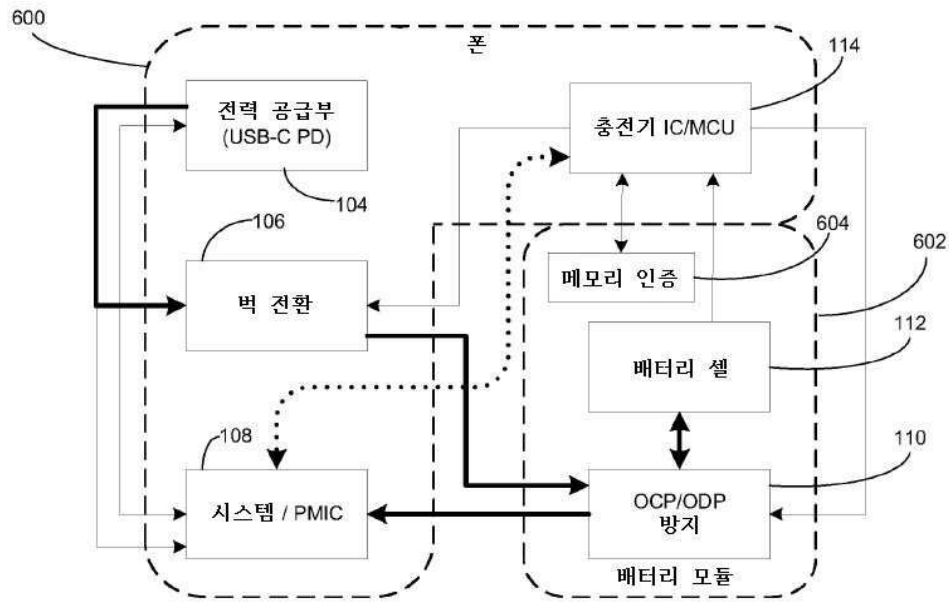 600
폰
114
전력 공급부
(USB-C PD)
충전기 IC/MCU
104
106
604
602
메모리 인증
벅 전환
112
배터리 셀
108
110
시스템 / PMIC
OCP/ODP
방지
배터리 모듈